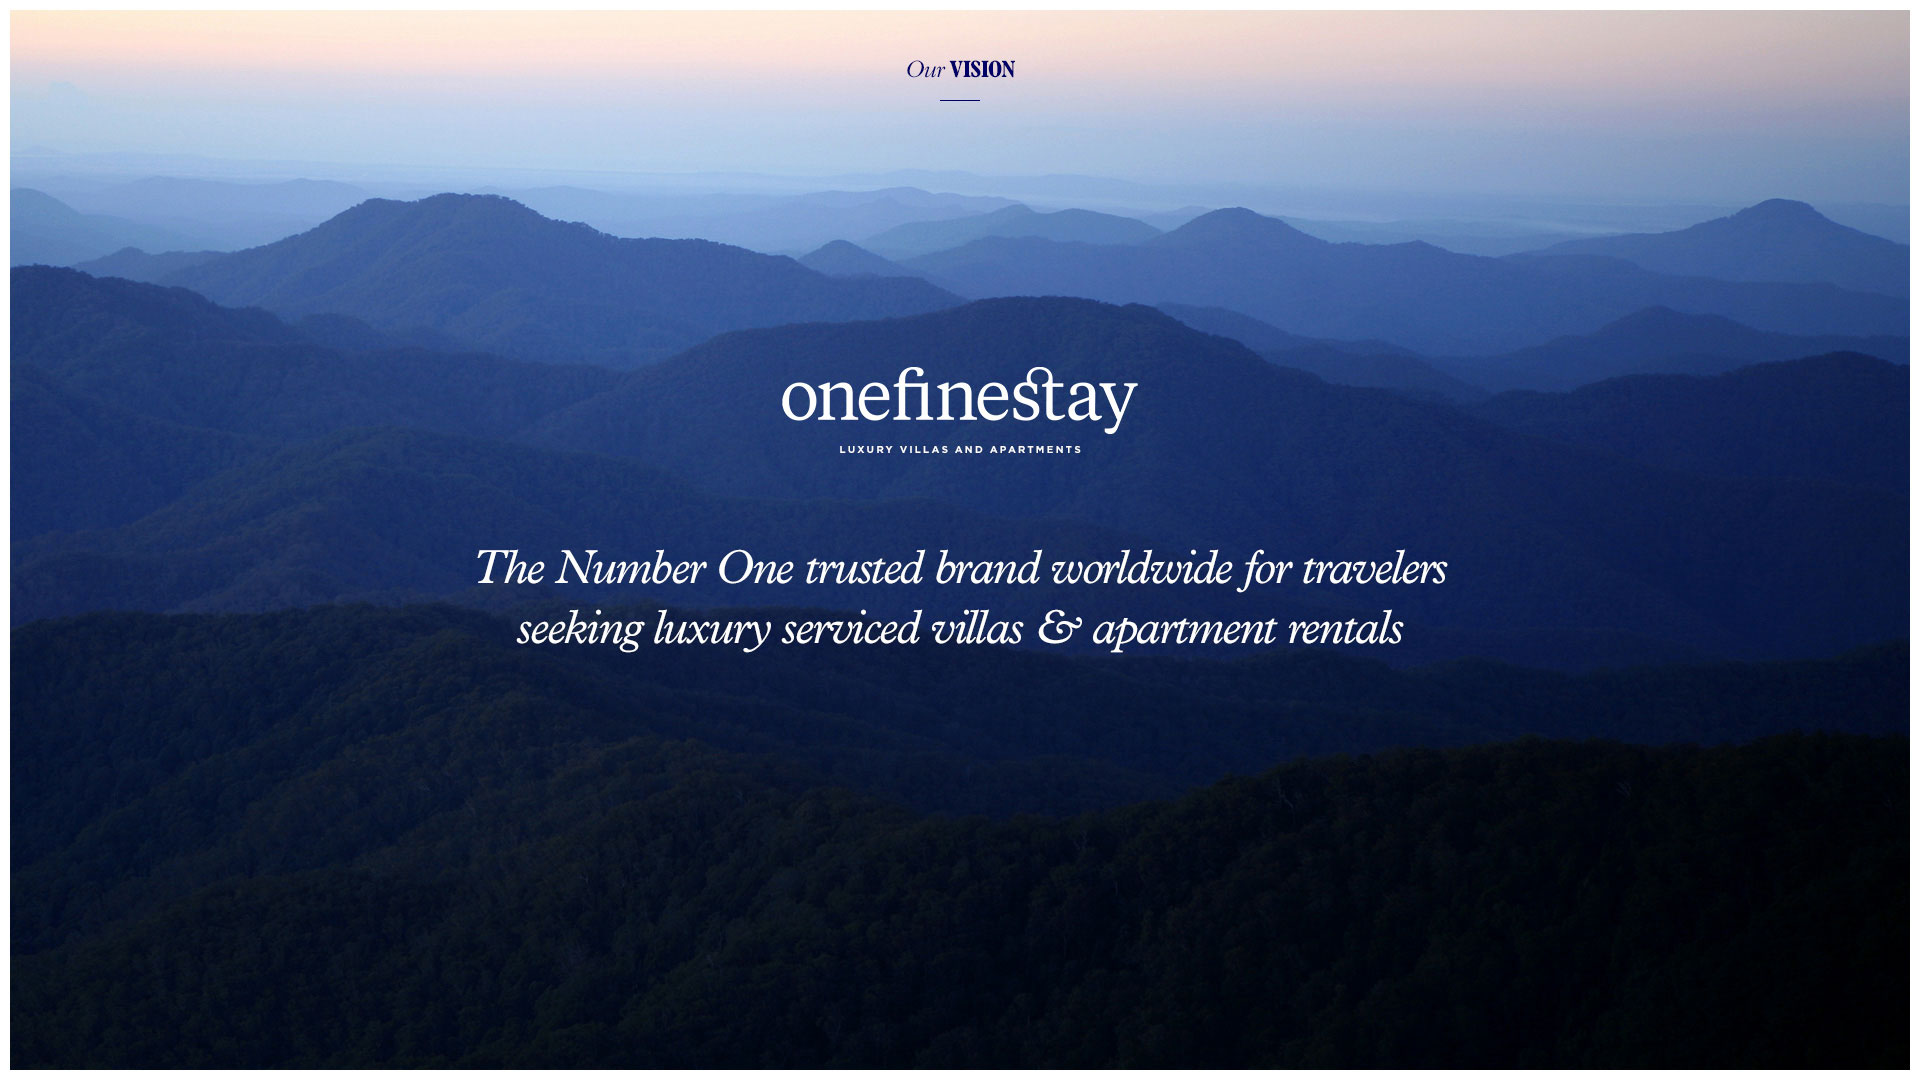 Our VISION
onefinestay
LUXURY VILLAS AND APARTMENTS
The Number One trusted brand worldwide for travelers
seeking luxury serviced villas & apartment rentals